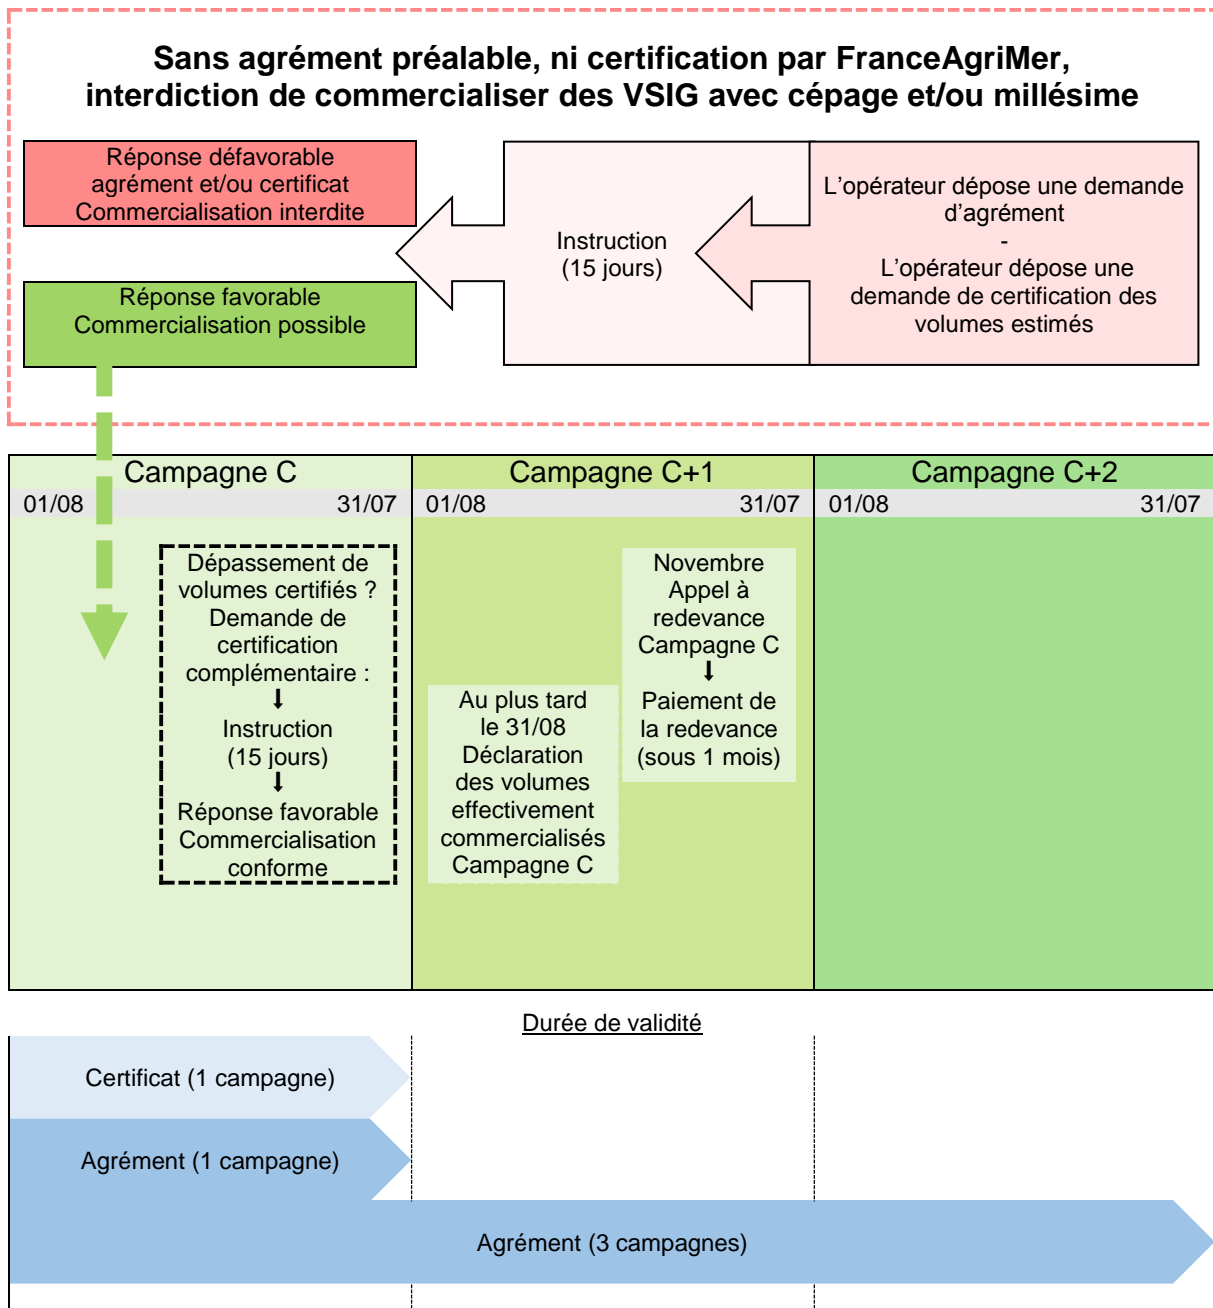 Sans agrément préalable, ni certification par FranceAgriMer,
interdiction de commercialiser des VSIG avec cépage et/ou millésime
Réponse défavorable
agrément et/ou certificat
Commercialisation interdite
Réponse favorable
Commercialisation possible
Instruction
(15 jours)
L'opérateur dépose une demande
d'agrément
-
L'opérateur dépose une
demande de certification des
volumes estimés
Campagne C
01/08 31/07
Dépassement de
volumes certifiés ?
Demande de
certification
complémentaire :
Instruction
(15 jours)
Réponse favorable
Commercialisation
conforme
Campagne C+1
01/08 31/07
Au plus tard
le 31/08
Déclaration
des volumes
effectivement
commercialisés
Campagne C
Novembre
Appel à
redevance
Campagne C
Paiement de
la redevance
(sous 1 mois)
Campagne C+2
01/08 31/07
Durée de validité
Certificat (1 campagne)
Agrément (1 campagne)
Agrément (3 campagnes)